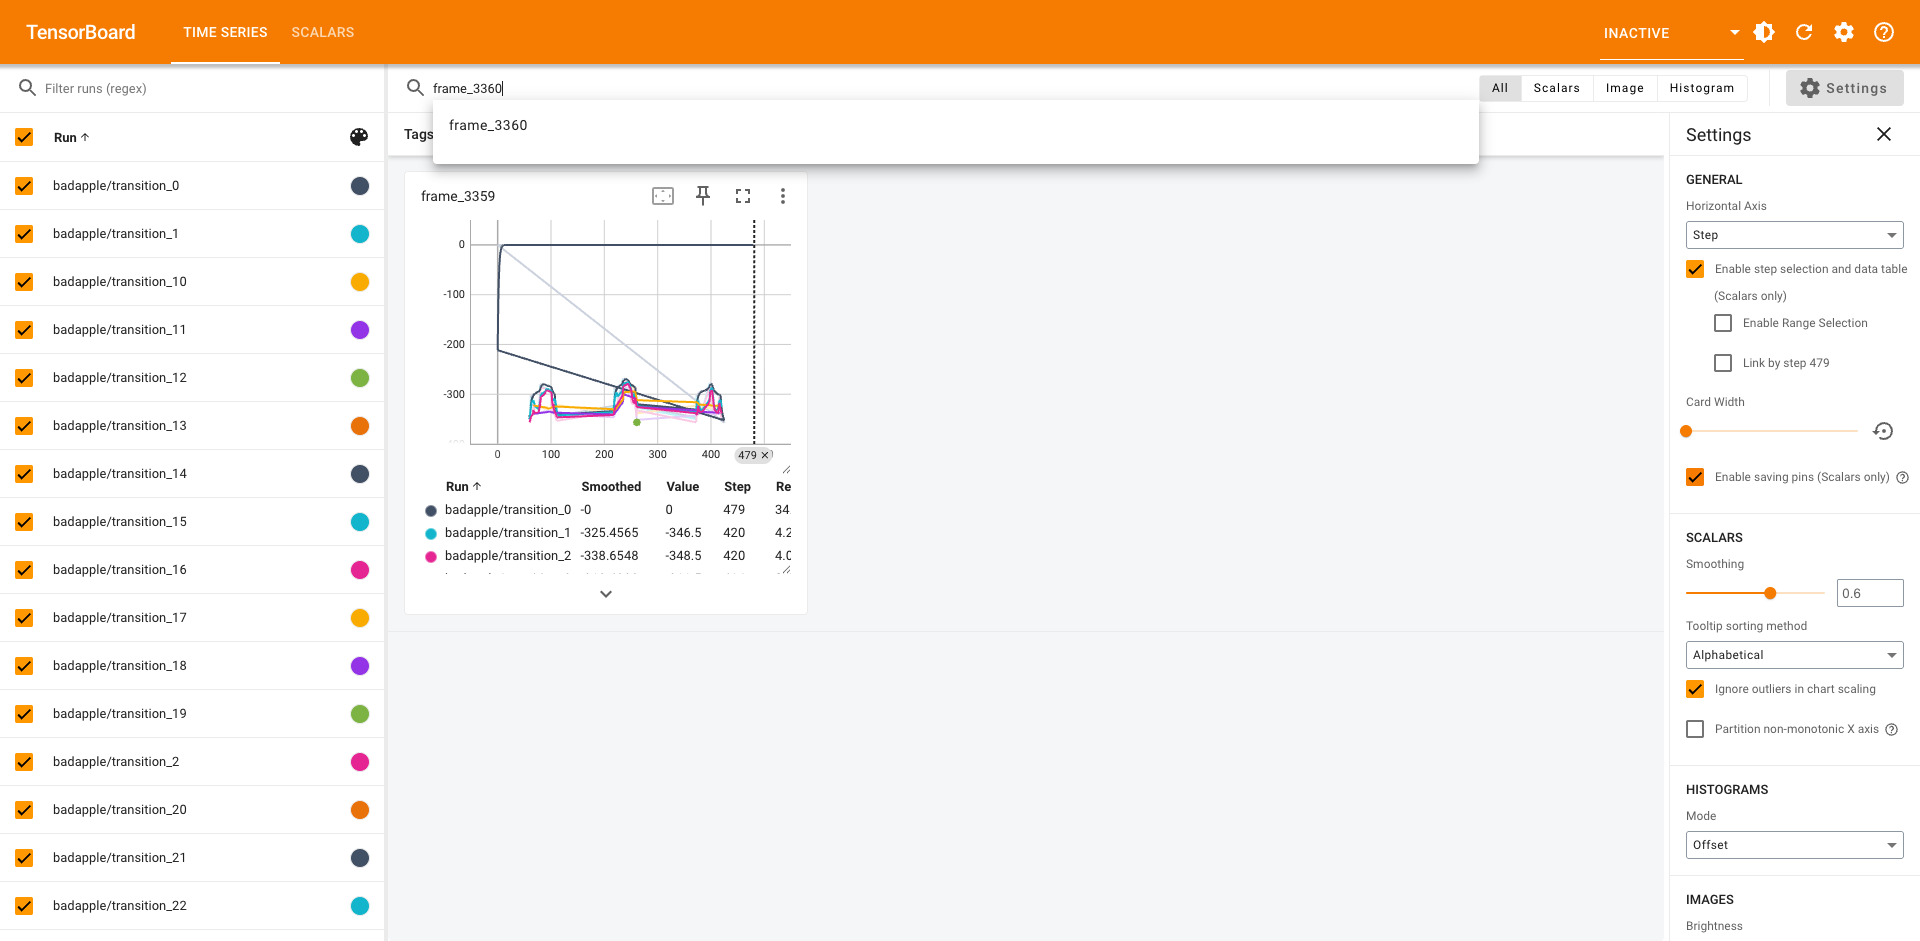 TensorBoard TIME SERIES SCALARS INACTIVE
Filter runs (regex)
frame_3360
All Scalars Image Histogram
Settings
frame_3360
Run
badapple/transition_0
badapple/transition_1
badapple/transition_10
badapple/transition_11
badapple/transition_12
badapple/transition_13
badapple/transition_14
badapple/transition_15
badapple/transition_16
badapple/transition_17
badapple/transition_18
badapple/transition_19
badapple/transition_2
badapple/transition_20
badapple/transition_21
badapple/transition_22
Tags
frame_3359
0
-100
-200
-300
0 100 200 300 400 479
Run Smoothed Value Step Re
badapple/transition_0 -0 0 479 34.
badapple/transition_1 -325.4565 -346.5 420 4.2
badapple/transition_2 -338.6548 -348.5 420 4.0
Settings
GENERAL
Horizontal Axis
Step
Enable step selection and data table
(Scalars only)
Enable Range Selection
Link by step 479
Card Width
Enable saving pins (Scalars only)
SCALARS
Smoothing
0.6
Tooltip sorting method
Alphabetical
Ignore outliers in chart scaling
Partition non-monotonic X axis
HISTOGRAMS
Mode
Offset
IMAGES
Brightness